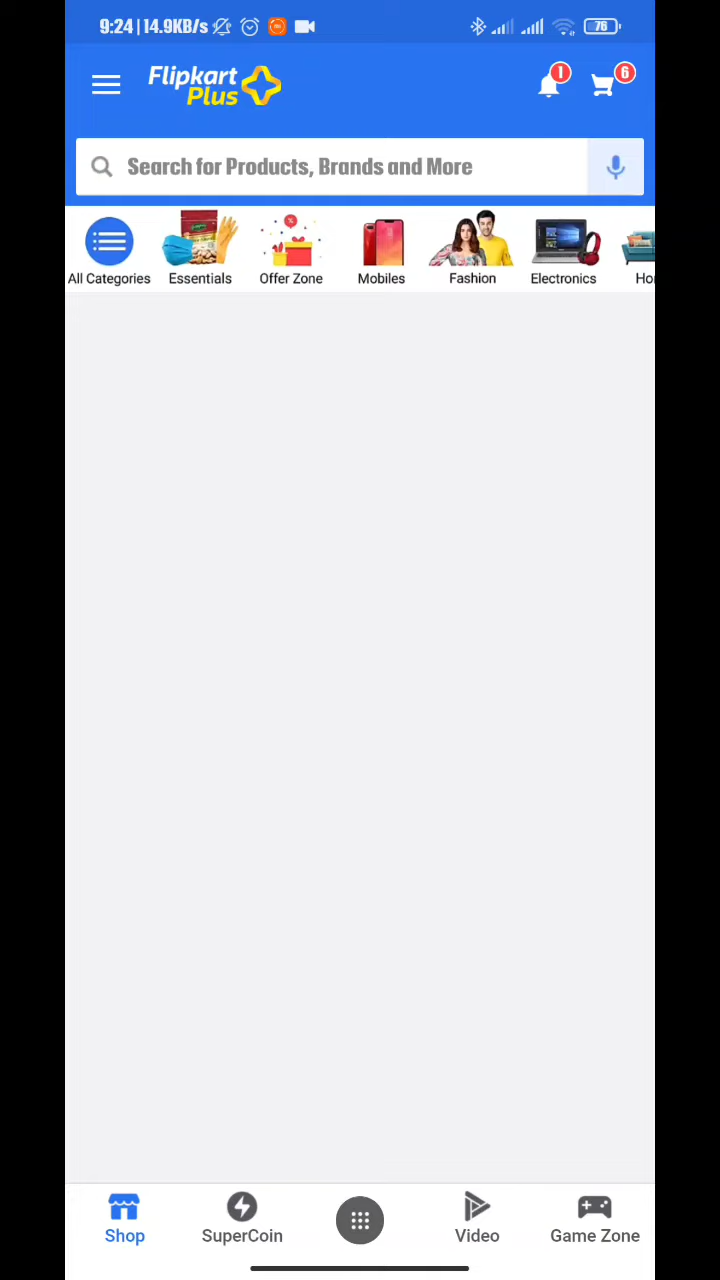 9:24 | 14.9KB/s
76
Flipkart
Plus
1
6
Search for Products, Brands and More
All Categories
Essentials
Offer Zone
Mobiles
Fashion
Electronics
Ho
Shop
SuperCoin
Video
Game Zone